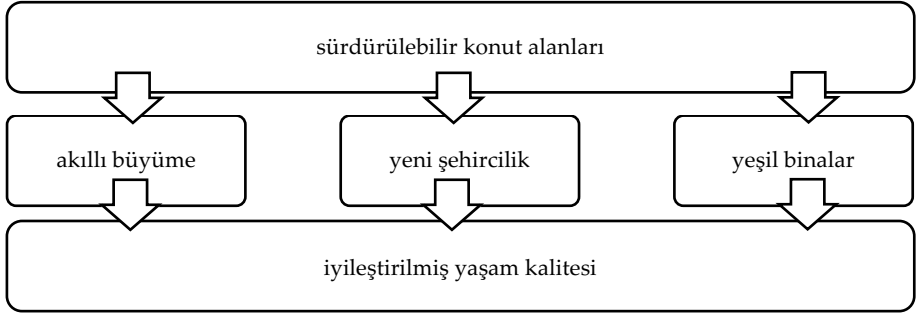 sürdürülebilir konut alanları
akıllı büyüme
yeni şehircilik
yeşil binalar
iyileştirilmiş yaşam kalitesi